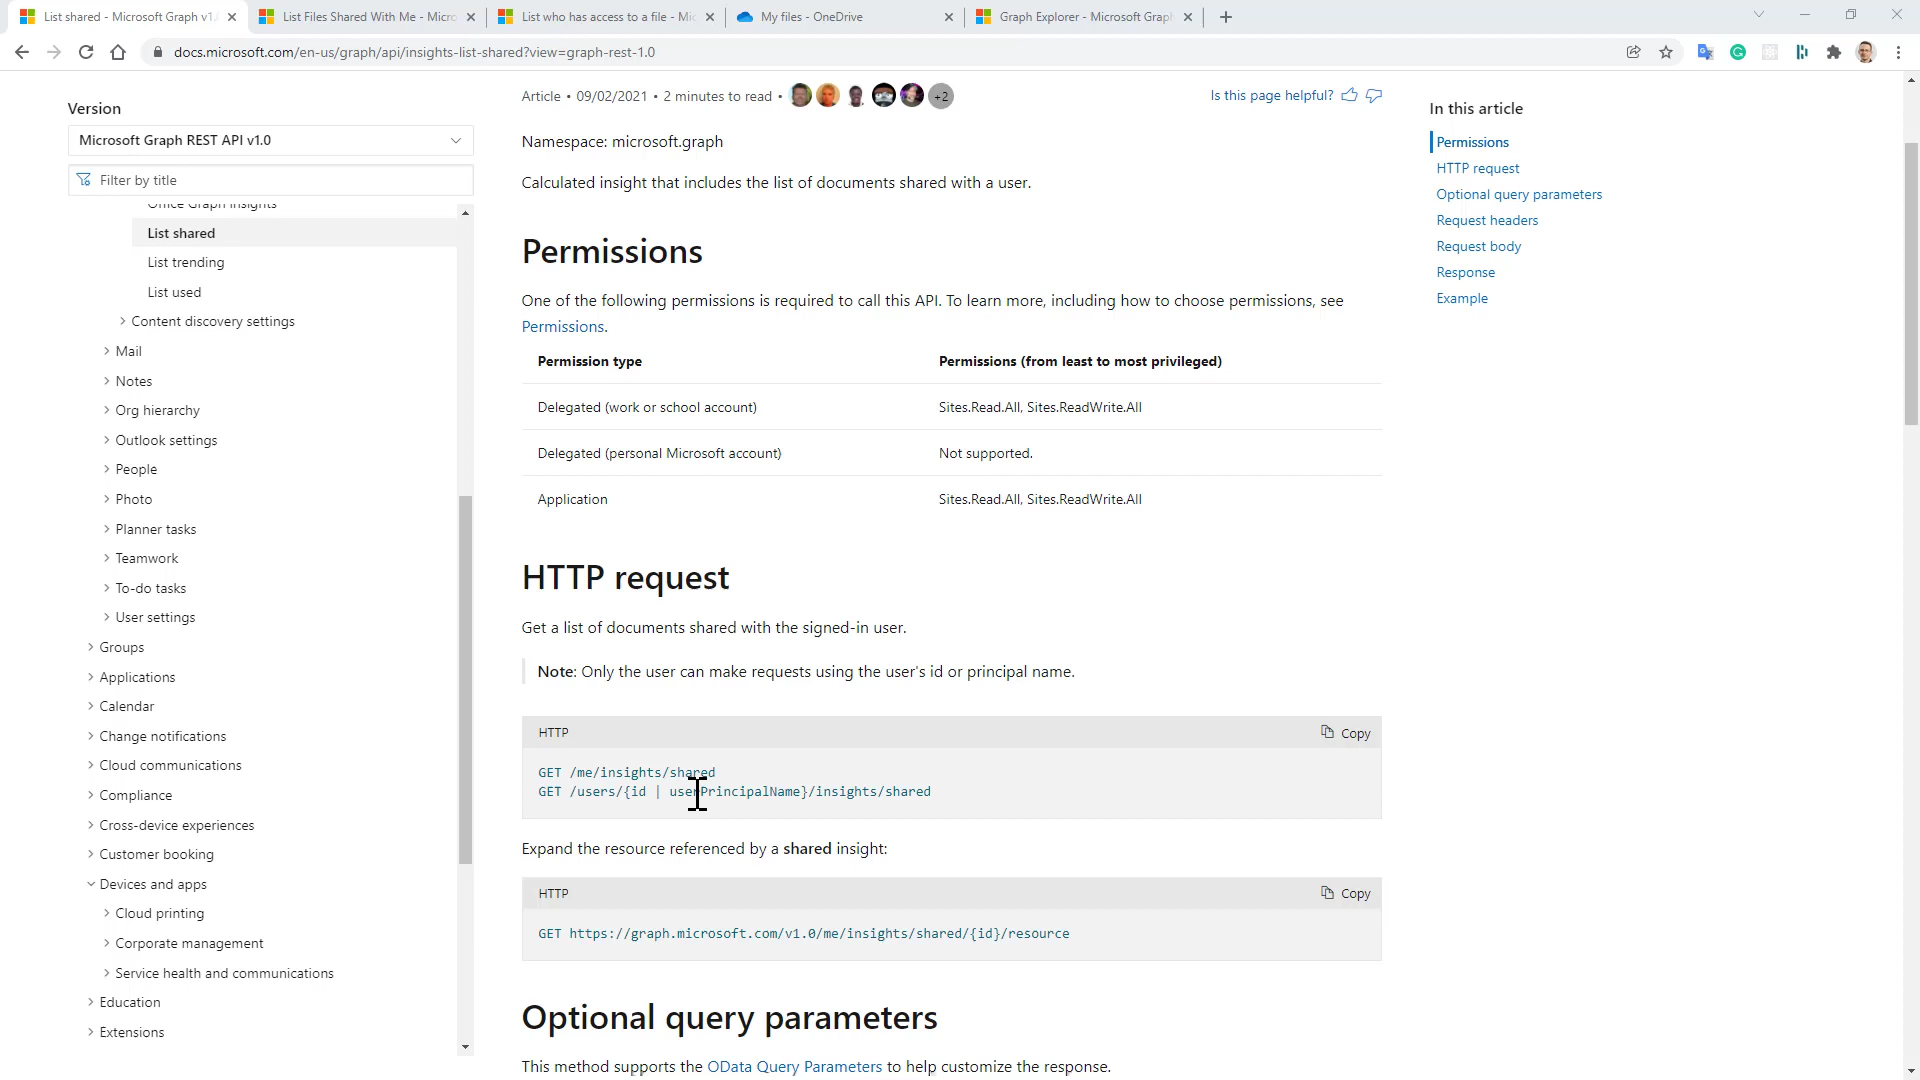 List shared - Microsoft Graph v1.
List Files Shared With Me - Micro
List who has access to a file - Mic
My files - OneDrive
Graph Explorer - Microsoft Graph
docs.microsoft.com/en-us/graph/api/insights-list-shared?view=graph-rest-1.0
Version
Microsoft Graph REST API v1.0
Filter by title
Office Graph insights
List shared
List trending
List used
Content discovery settings
Mail
Notes
Org hierarchy
Outlook settings
People
Photo
Planner tasks
Teamwork
To-do tasks
User settings
Groups
Applications
Calendar
Change notifications
Cloud communications
Compliance
Cross-device experiences
Customer booking
Devices and apps
Cloud printing
Corporate management
Service health and communications
Education
Extensions
Article • 09/02/2021 • 2 minutes to read • +2
Is this page helpful?
Namespace: microsoft.graph
Calculated insight that includes the list of documents shared with a user.
Permissions
One of the following permissions is required to call this API. To learn more, including how to choose permissions, see
Permissions.
Permission type Permissions (from least to most privileged)
Delegated (work or school account) Sites.Read.All, Sites.ReadWrite.All
Delegated (personal Microsoft account) Not supported.
Application Sites.Read.All, Sites.ReadWrite.All
HTTP request
Get a list of documents shared with the signed-in user.
Note: Only the user can make requests using the user's id or principal name.
HTTP Copy
GET /me/insights/shared
GET /users/{id | userPrincipalName}/insights/shared
Expand the resource referenced by a shared insight:
HTTP Copy
GET https://graph.microsoft.com/v1.0/me/insights/shared/{id}/resource
Optional query parameters
This method supports the OData Query Parameters to help customize the response.
In this article
Permissions
HTTP request
Optional query parameters
Request headers
Request body
Response
Example